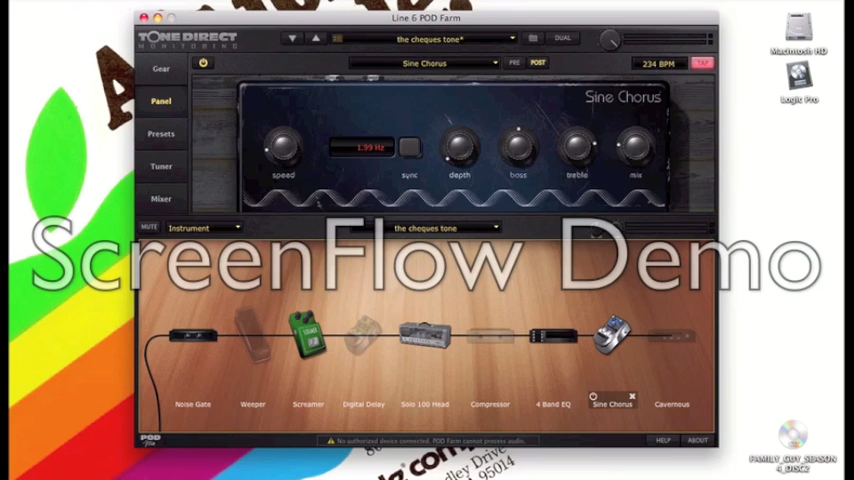 Line 6 POD Farm
TONE DIRECT
MONITORING
the cheques tone*
DUAL
Macintosh HD
Gear
Sine Chorus
PRE
POST
234 BPM
TAP
Logic Pro
Panel
Sine Chorus
1.99 Hz
Presets
speed
sync
depth
bass
treble
mix
Tuner
Mixer
MUTE
Instrument
the cheques tone
ScreenFlow Demo
Noise Gate
Weeper
Screamer
Digital Delay
Solo 100 Head
Compressor
4 Band EQ
Sine Chorus
Cavernous
POD
No authorized device connected. POD Farm cannot process audio.
HELP
ABOUT
FAMILY_GUY_SEASON
4_DISC2
95014